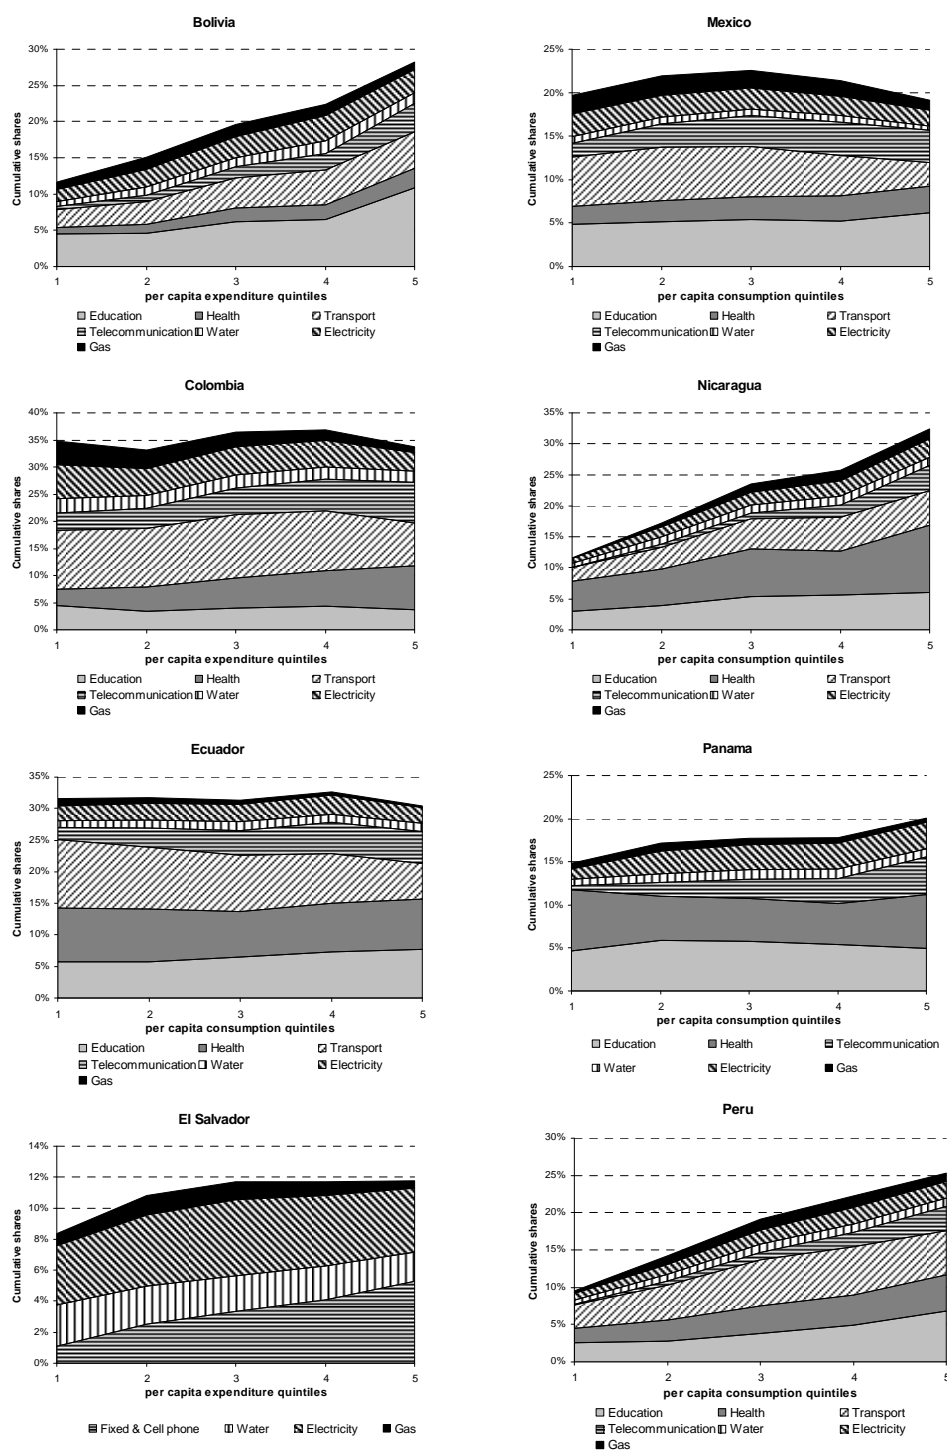 Bolivia
30%
25%
20%
15%
10%
5%
0%
Cumulative shares
1 2 3 4 5
per capita expenditure quintiles
Education Health Transport
Telecommunication Water Electricity
Gas
Mexico
25%
20%
15%
10%
5%
0%
Cumulative shares
1 2 3 4 5
per capita consumption quintiles
Education Health Transport
Telecommunication Water Electricity
Gas
Colombia
40%
35%
30%
25%
20%
15%
10%
5%
0%
Cumulative shares
1 2 3 4 5
per capita expenditure quintiles
Education Health Transport
Telecommunication Water Electricity
Gas
Nicaragua
35%
30%
25%
20%
15%
10%
5%
0%
Cumulative shares
1 2 3 4 5
per capita consumption quintiles
Education Health Transport
Telecommunication Water Electricity
Gas
Ecuador
35%
30%
25%
20%
15%
10%
5%
0%
Cumulative shares
1 2 3 4 5
per capita consumption quintiles
Education Health Transport
Telecommunication Water Electricity
Gas
Panama
25%
20%
15%
10%
5%
0%
Cumulative shares
1 2 3 4 5
per capita consumption quintiles
Education Health Telecommunication
Water Electricity Gas
El Salvador
14%
12%
10%
8%
6%
4%
2%
0%
Cumulative shares
1 2 3 4 5
per capita expenditure quintiles
Fixed & Cell phone Water Electricity Gas
Peru
30%
25%
20%
15%
10%
5%
0%
Cumulative shares
1 2 3 4 5
per capita consumption quintiles
Education Health Transport
Telecommunication Water Electricity
Gas